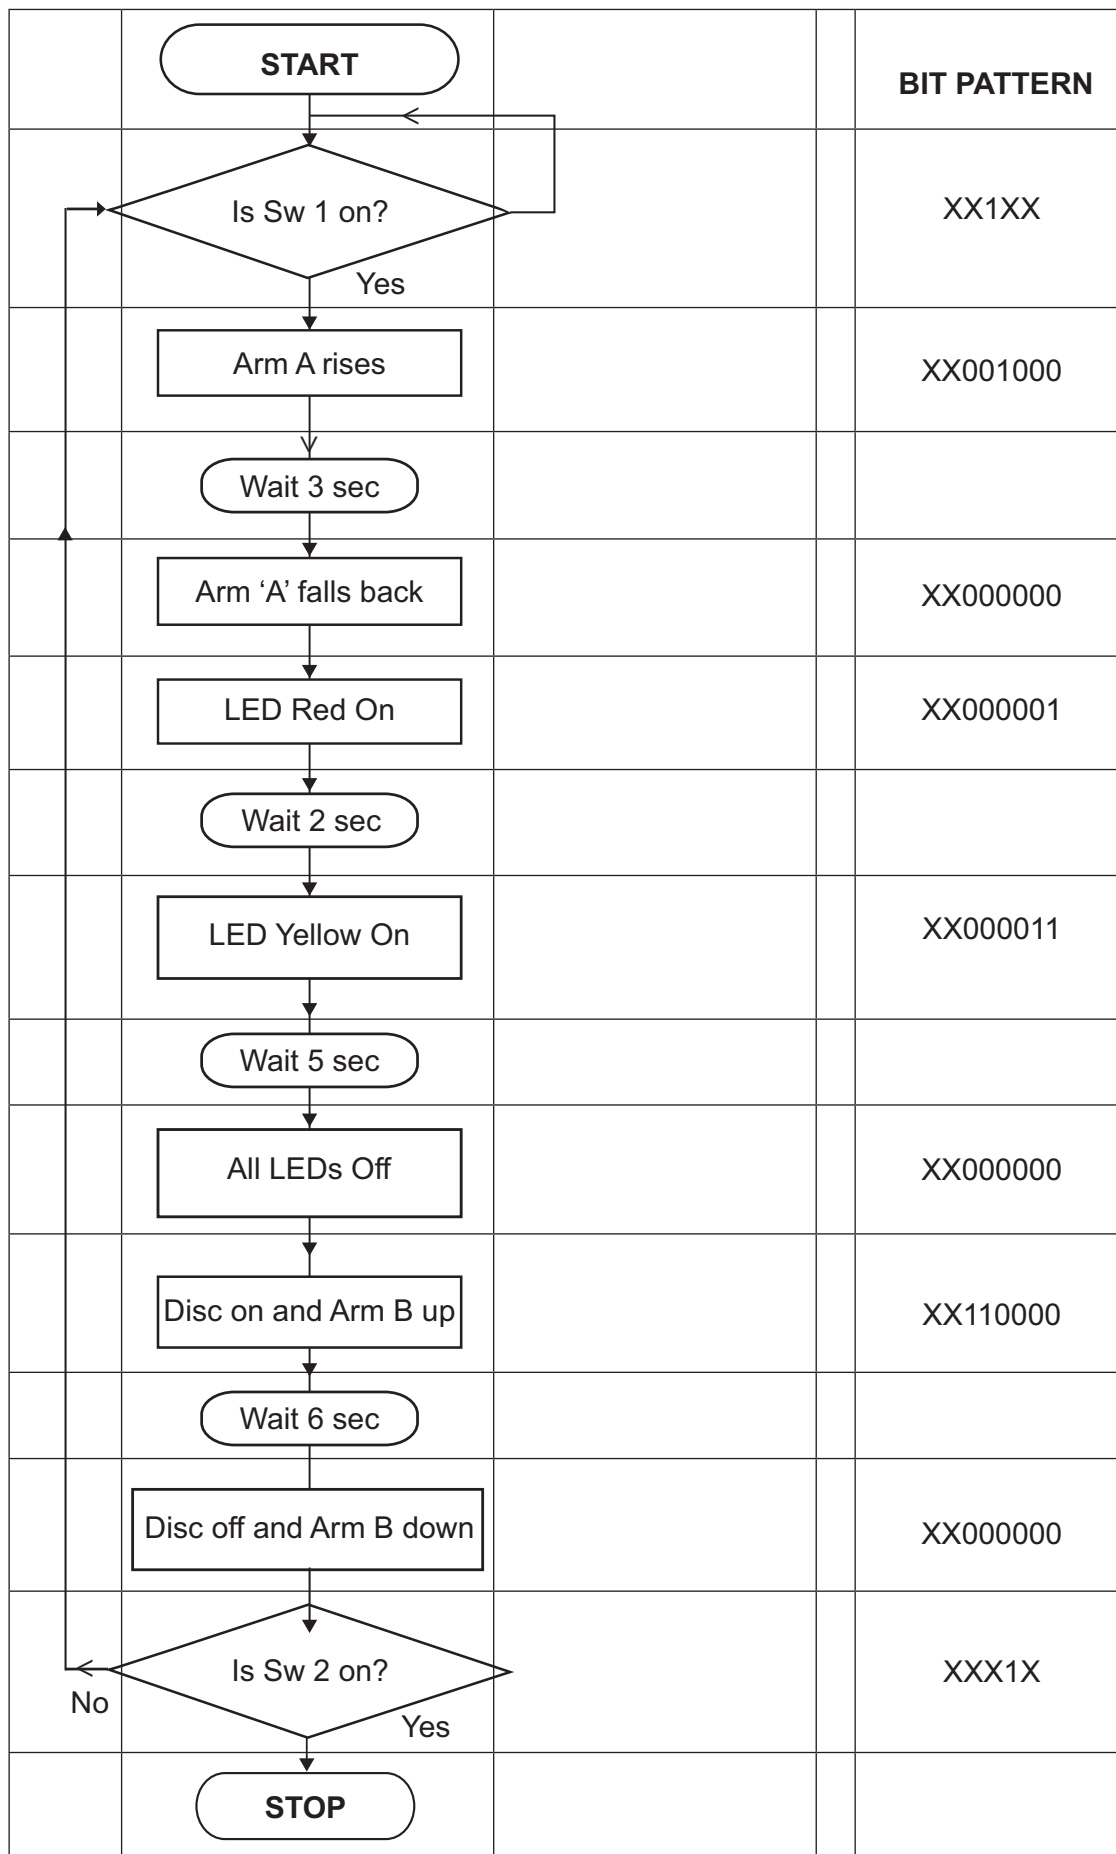 START
BIT PATTERN
Is Sw 1 on?
XX1XX
Yes
Arm A rises
XX001000
Wait 3 sec
Arm ‘A’ falls back
XX000000
LED Red On
XX000001
Wait 2 sec
LED Yellow On
XX000011
Wait 5 sec
All LEDs Off
XX000000
Disc on and Arm B up
XX110000
Wait 6 sec
Disc off and Arm B down
XX000000
Is Sw 2 on?
XXX1X
No
Yes
STOP